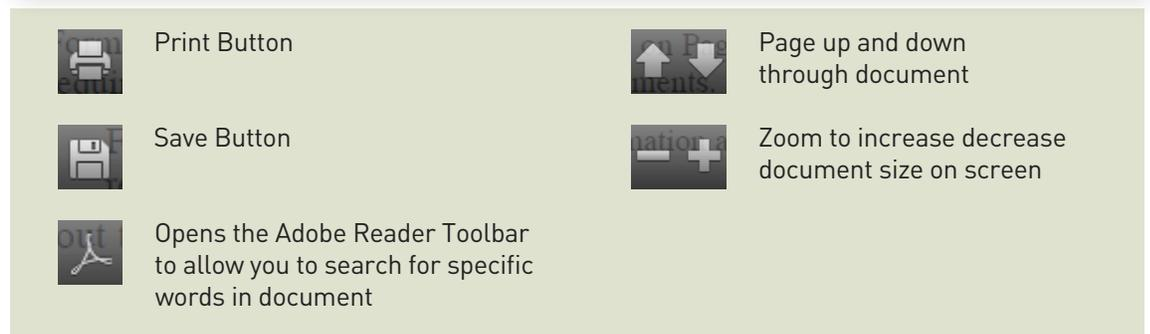 Print Button
Save Button
Opens the Adobe Reader Toolbar
to allow you to search for specific
words in document
Page up and down
through document
Zoom to increase decrease
document size on screen